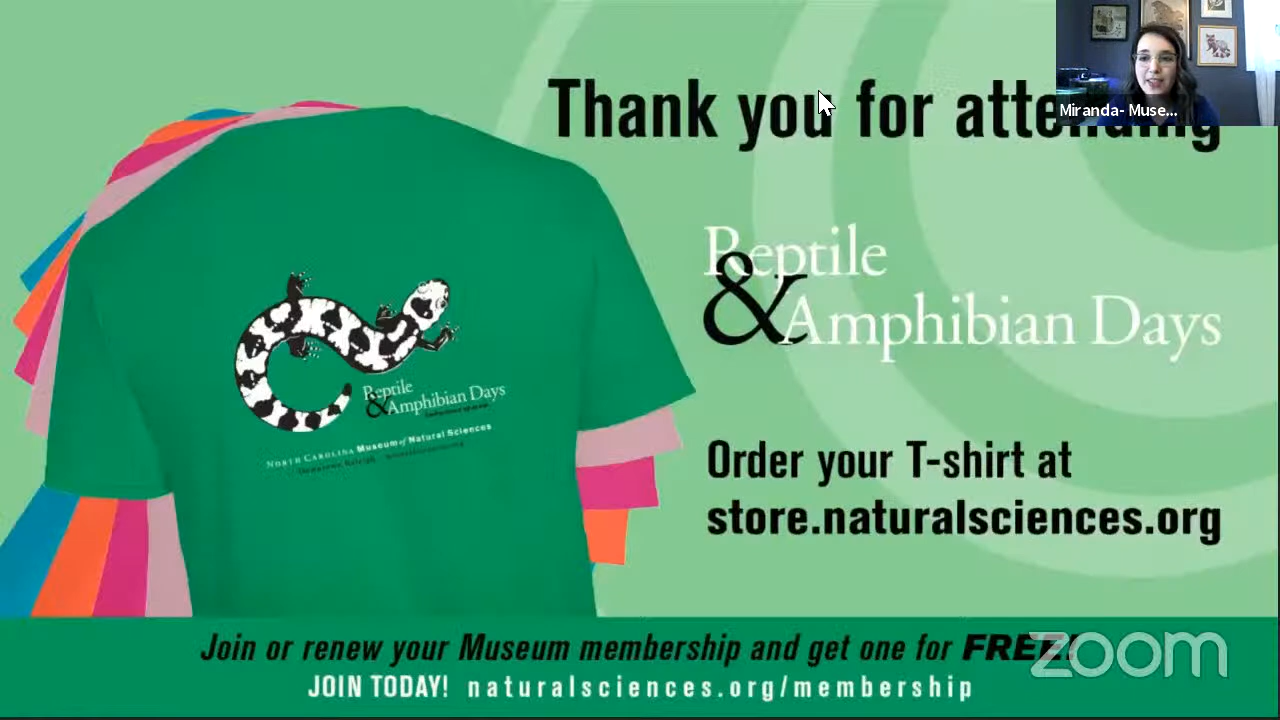 Thank you for attending
Miranda- Muse...
Reptile
& Amphibian Days
Order your T-shirt at
store.naturalsciences.org
Reptile
& Amphibian Days
North Carolina Museum of Natural Sciences
Join or renew your Museum membership and get one for FREE!
zoom
JOIN TODAY! naturalsciences.org/membership